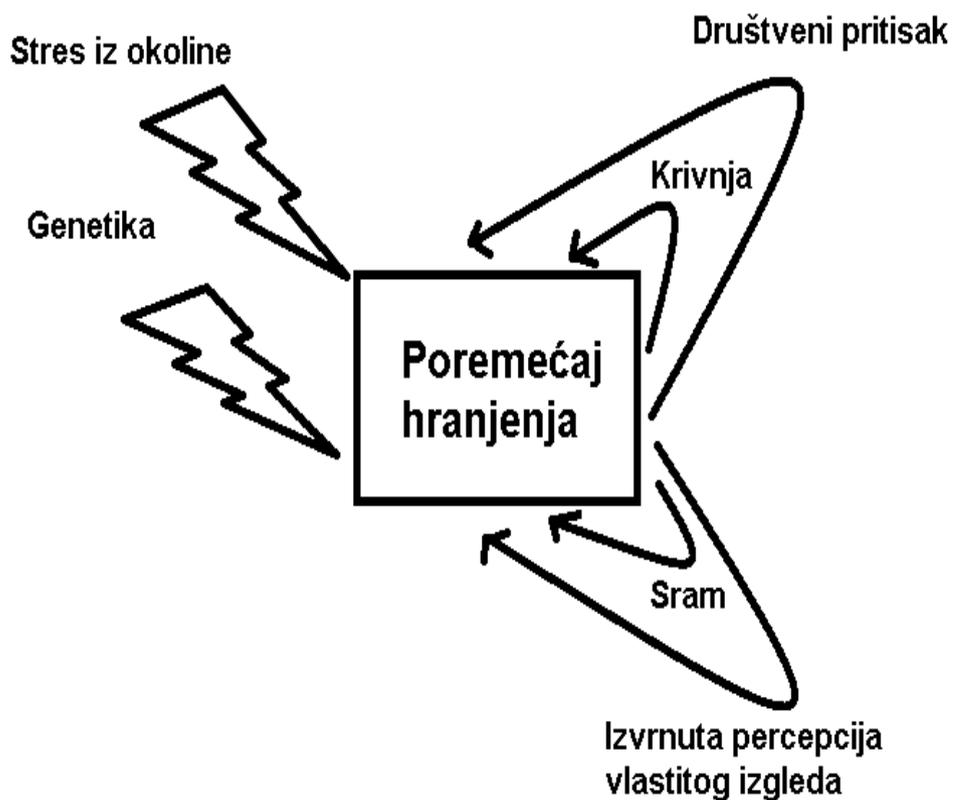 Stres iz okoline
Društveni pritisak
Krivnja
Genetika
Poremećaj
hranjenja
Sram
Izvrnuta percepcija
vlastitog izgleda